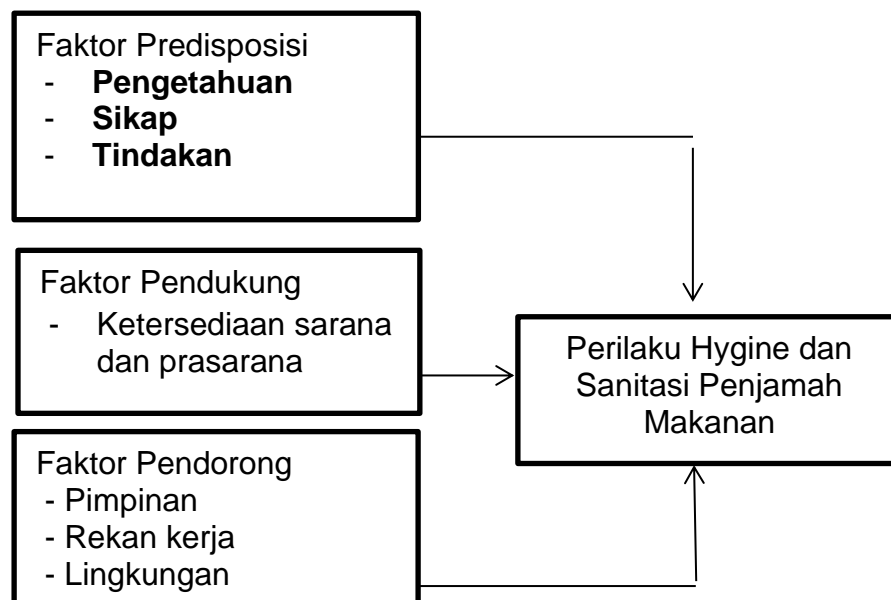 Faktor Predisposisi
- Pengetahuan
- Sikap
- Tindakan
Faktor Pendukung
- Ketersediaan sarana
dan prasarana
Perilaku Hygine dan
Sanitasi Penjamah
Makanan
Faktor Pendorong
- Pimpinan
- Rekan kerja
- Lingkungan